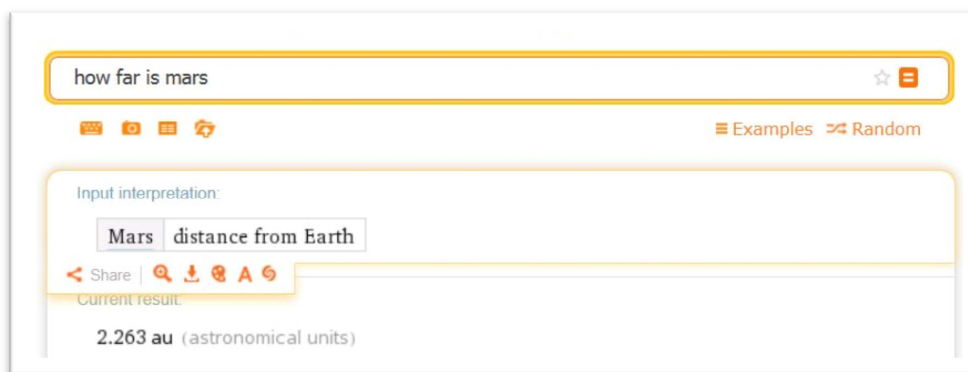 how far is mars
Examples Random
Input interpretation:
Mars distance from Earth
Share A
Current result:
2.263 au (astronomical units)